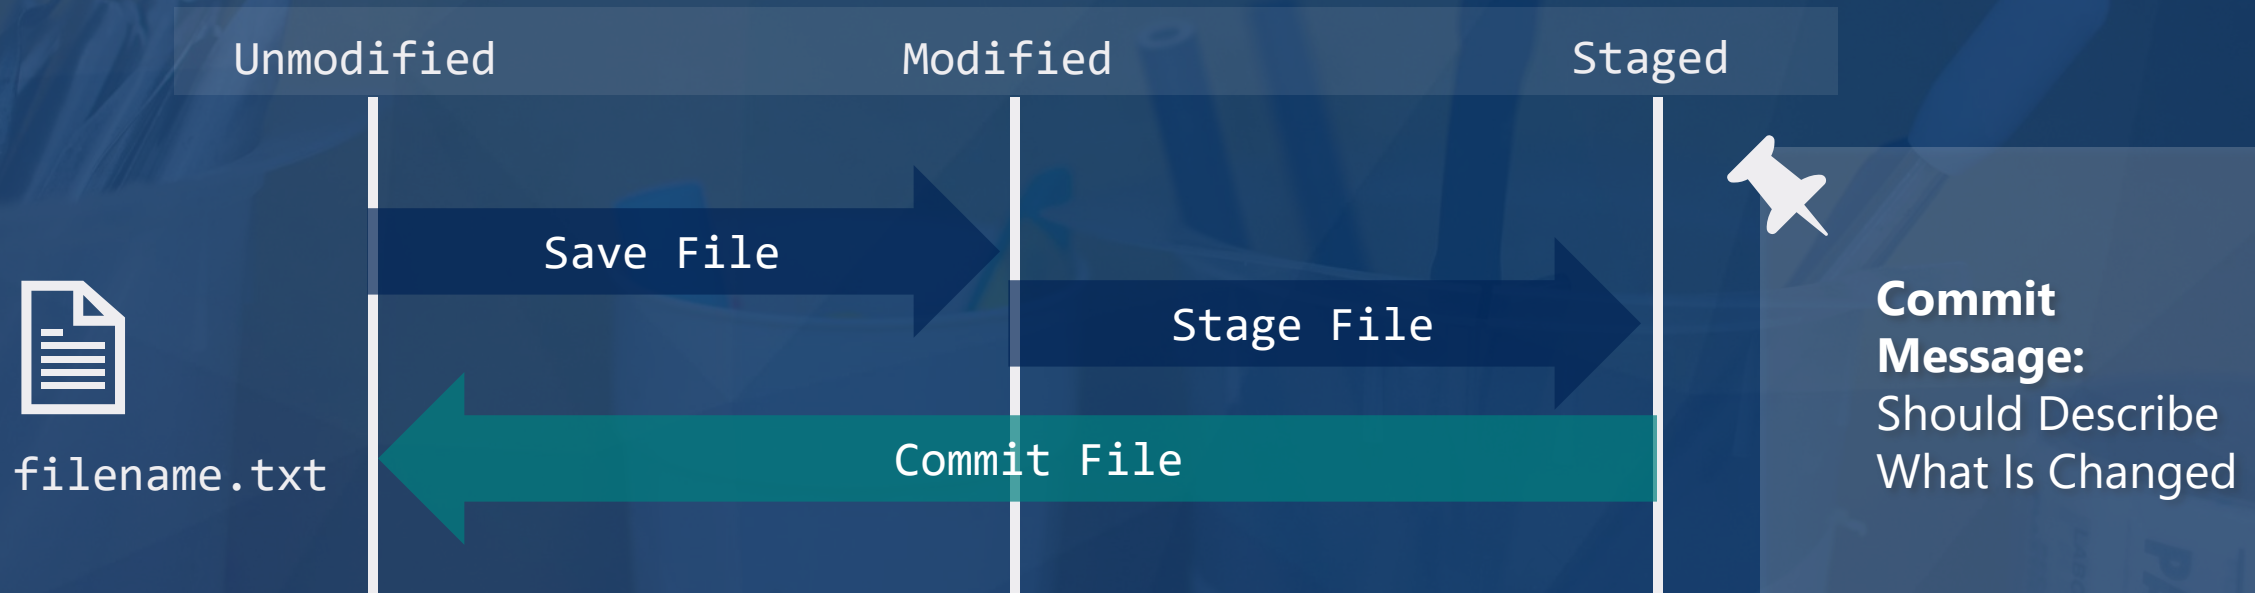 Unmodified
Modified
Staged
Save File
Stage File
Commit File
filename.txt
Commit
Message:
Should Describe
What Is Changed